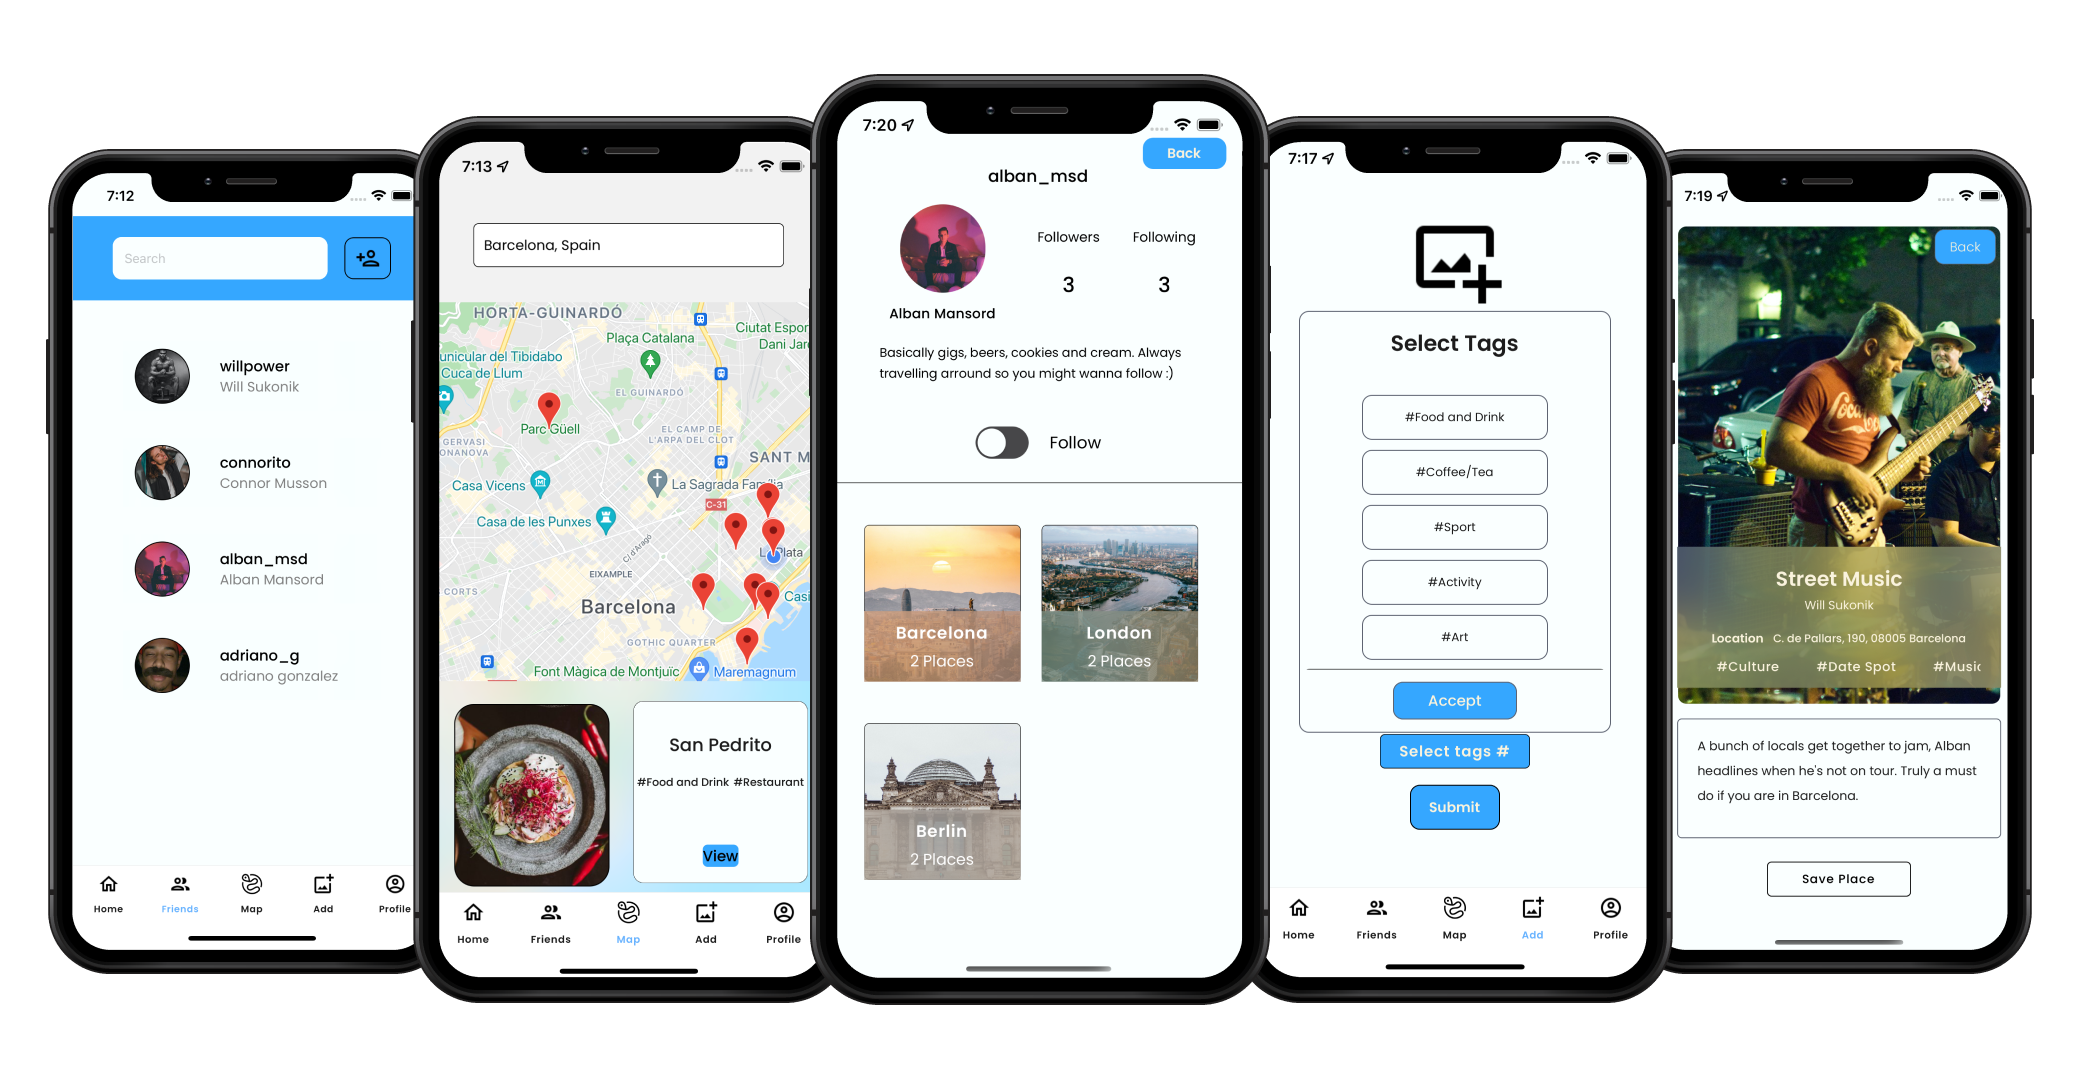 7:12
Search
willpower
Will Sukonik
connorito
Connor Musson
alban_msd
Alban Mansord
adriano_g
adriano gonzalez
Home Friends Map Add Profile
7:13
Barcelona, Spain
HORTA-GUINARDÓ
Ciutat Espor
Dani Jar
Plaça Catalana
unicular del Tibidabo
Cuca de Llum
EL GUINARDÓ
Parc Güell
EL CAMP DE
L'ARPA DEL CLOT
GERVASI
ONANOVA
SANT M
Casa Vicens
La Sagrada Família
C-31
Casa de les Punxes
C/ d'Aragó
La Plata
EIXAMPLE
CORTS
Barcelona
Casi
GOTHIC QUARTER
Font Màgica de Montjuïc
Maremagnum
San Pedrito
#Food and Drink #Restaurant
View
Home Friends Map Add Profile
7:20
Back
alban_msd
Followers Following
3 3
Alban Mansord
Basically gigs, beers, cookies and cream. Always
travelling arround so you might wanna follow :)
Follow
Barcelona
2 Places
London
2 Places
Berlin
2 Places
7:17
Select Tags
#Food and Drink
#Coffee/Tea
#Sport
#Activity
#Art
Accept
Select tags #
Submit
Home Friends Map Add Profile
7:19
Back
Local
Street Music
Will Sukonik
Location C. de Pallars, 190, 08005 Barcelona
#Culture #Date Spot #Music
A bunch of locals get together to jam, Alban
headlines when he's not on tour. Truly a must
do if you are in Barcelona.
Save Place